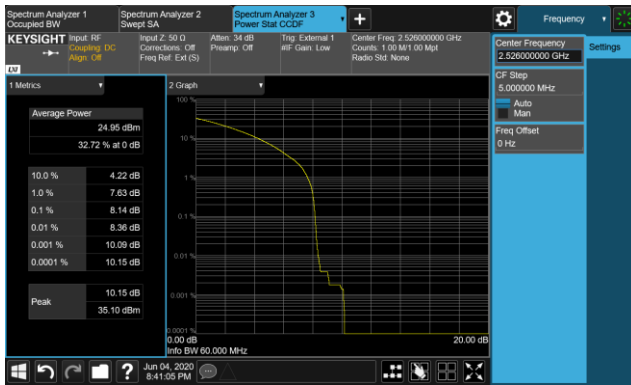 Spectrum Analyzer 1
Occupied BW
Spectrum Analyzer 2
Swept SA
Spectrum Analyzer 3
Power Stat CCDF
Frequency
KEYSIGHT
Input: RF
Coupling: DC
Align: Off
Input Z: 50 Ω
Corrections: Off
Freq Ref: Ext (S)
Atten: 34 dB
Preamp: Off
Trig: External 1
#IF Gain: Low
Center Freq: 2.526000000 GHz
Counts: 1.00 M/1.00 Mpt
Radio Std: None
LXI
Center Frequency
2.526000000 GHz
Settings
CF Step
5.000000 MHz
Auto
Man
Freq Offset
0 Hz
1 Metrics
Average Power
24.95 dBm
32.72 % at 0 dB
10.0 % 4.22 dB
1.0 % 7.63 dB
0.1 % 8.14 dB
0.01 % 8.36 dB
0.001 % 10.09 dB
0.0001 % 10.15 dB
Peak
10.15 dB
35.10 dBm
2 Graph
100 %
10 %
1 %
0.1 %
0.01 %
0.001 %
0.0001 %
0.00 dB
20.00 dB
Info BW 60.000 MHz
?
Jun 04, 2020
8:41:05 PM